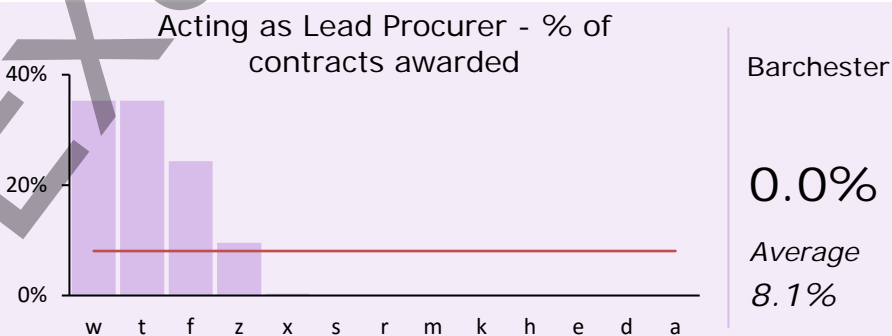 Acting as Lead Procurer - % of
contracts awarded
40%
20%
0%
w t f z x s r m k h e d a
Barchester
0.0%
Average
8.1%